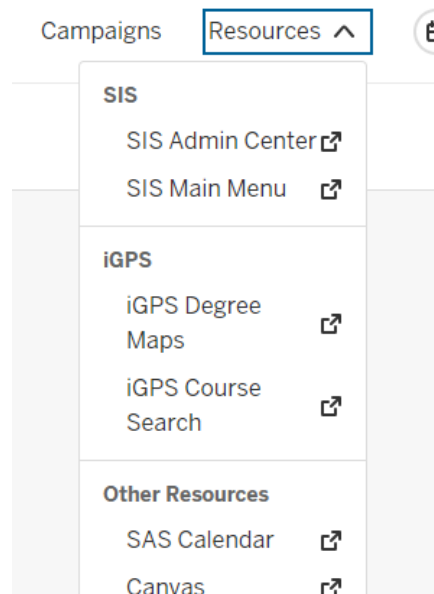 Campaigns Resources
SIS
SIS Admin Center
SIS Main Menu
iGPS
iGPS Degree
Maps
iGPS Course
Search
Other Resources
SAS Calendar
Canvas